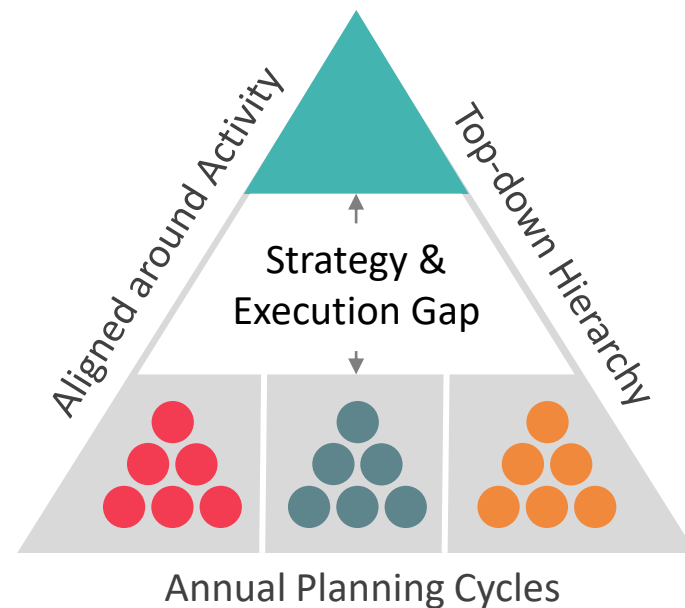 Aligned around Activity
Top-down Hierarchy
Strategy &
Execution Gap
Annual Planning Cycles